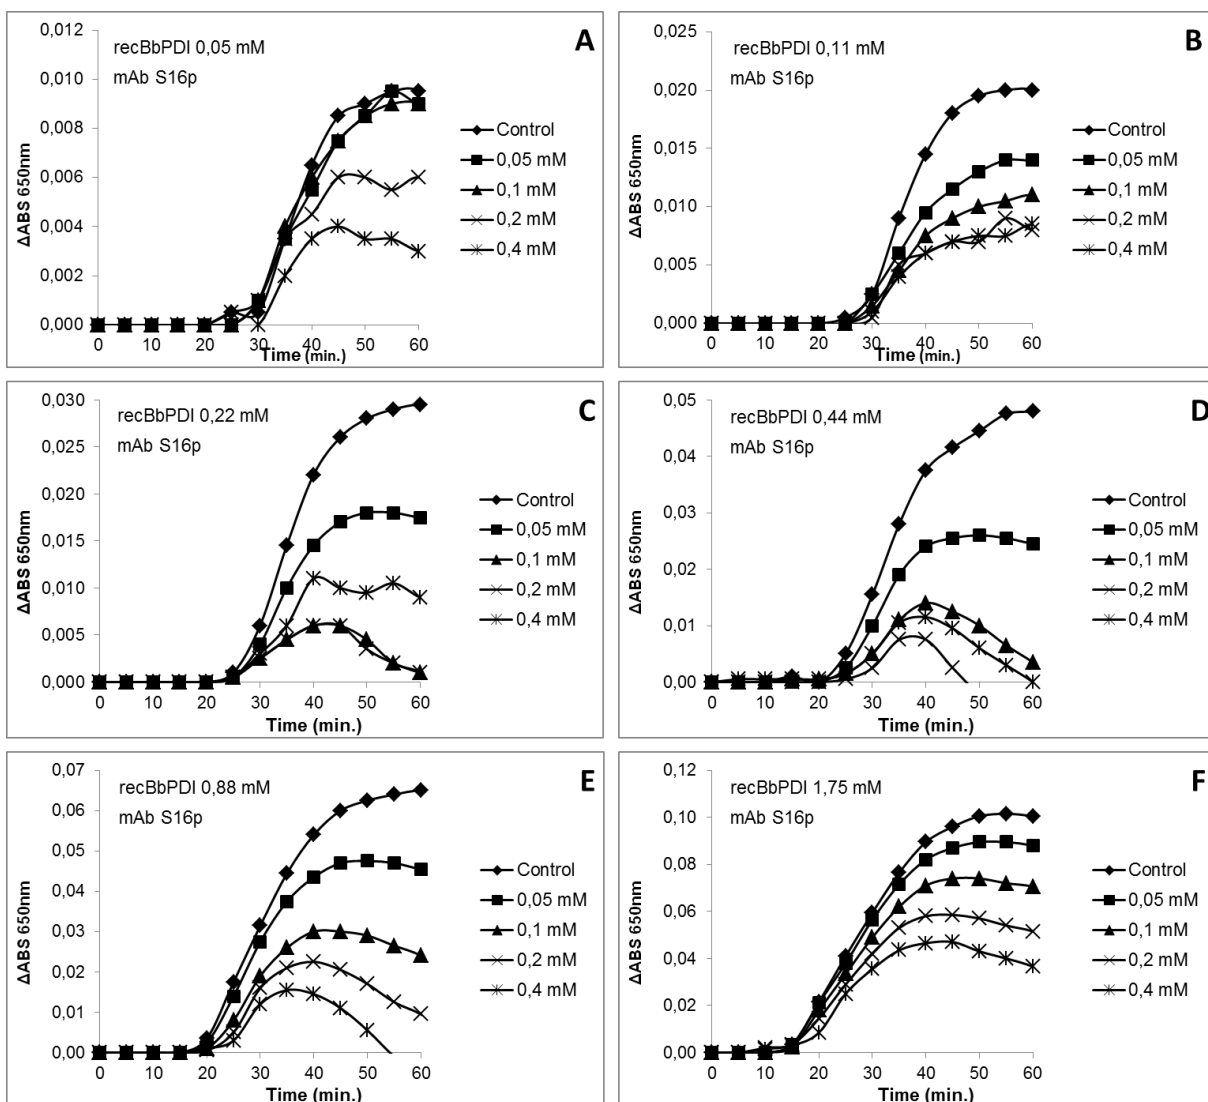 A
recBbPDI 0,05 mM
mAb S16p
ΔABS 650nm
0,012
0,010
0,008
0,006
0,004
0,002
0,000
0 10 20 30 40 50 60
Time (min.)
Control
0,05 mM
0,1 mM
0,2 mM
0,4 mM
B
recBbPDI 0,11 mM
mAb S16p
ΔABS 650nm
0,025
0,020
0,015
0,010
0,005
0,000
0 10 20 30 40 50 60
Time (min.)
Control
0,05 mM
0,1 mM
0,2 mM
0,4 mM
C
recBbPDI 0,22 mM
mAb S16p
ΔABS 650nm
0,030
0,025
0,020
0,015
0,010
0,005
0,000
0 10 20 30 40 50 60
Time (min.)
Control
0,05 mM
0,1 mM
0,2 mM
0,4 mM
D
recBbPDI 0,44 mM
mAb S16p
ΔABS 650nm
0,05
0,04
0,03
0,02
0,01
0,00
0 10 20 30 40 50 60
Time (min.)
Control
0,05 mM
0,1 mM
0,2 mM
0,4 mM
E
recBbPDI 0,88 mM
mAb S16p
ΔABS 650nm
0,07
0,06
0,05
0,04
0,03
0,02
0,01
0,00
0 10 20 30 40 50 60
Time (min.)
Control
0,05 mM
0,1 mM
0,2 mM
0,4 mM
F
recBbPDI 1,75 mM
mAb S16p
ΔABS 650nm
0,12
0,10
0,08
0,06
0,04
0,02
0,00
0 10 20 30 40 50 60
Time (min.)
Control
0,05 mM
0,1 mM
0,2 mM
0,4 mM